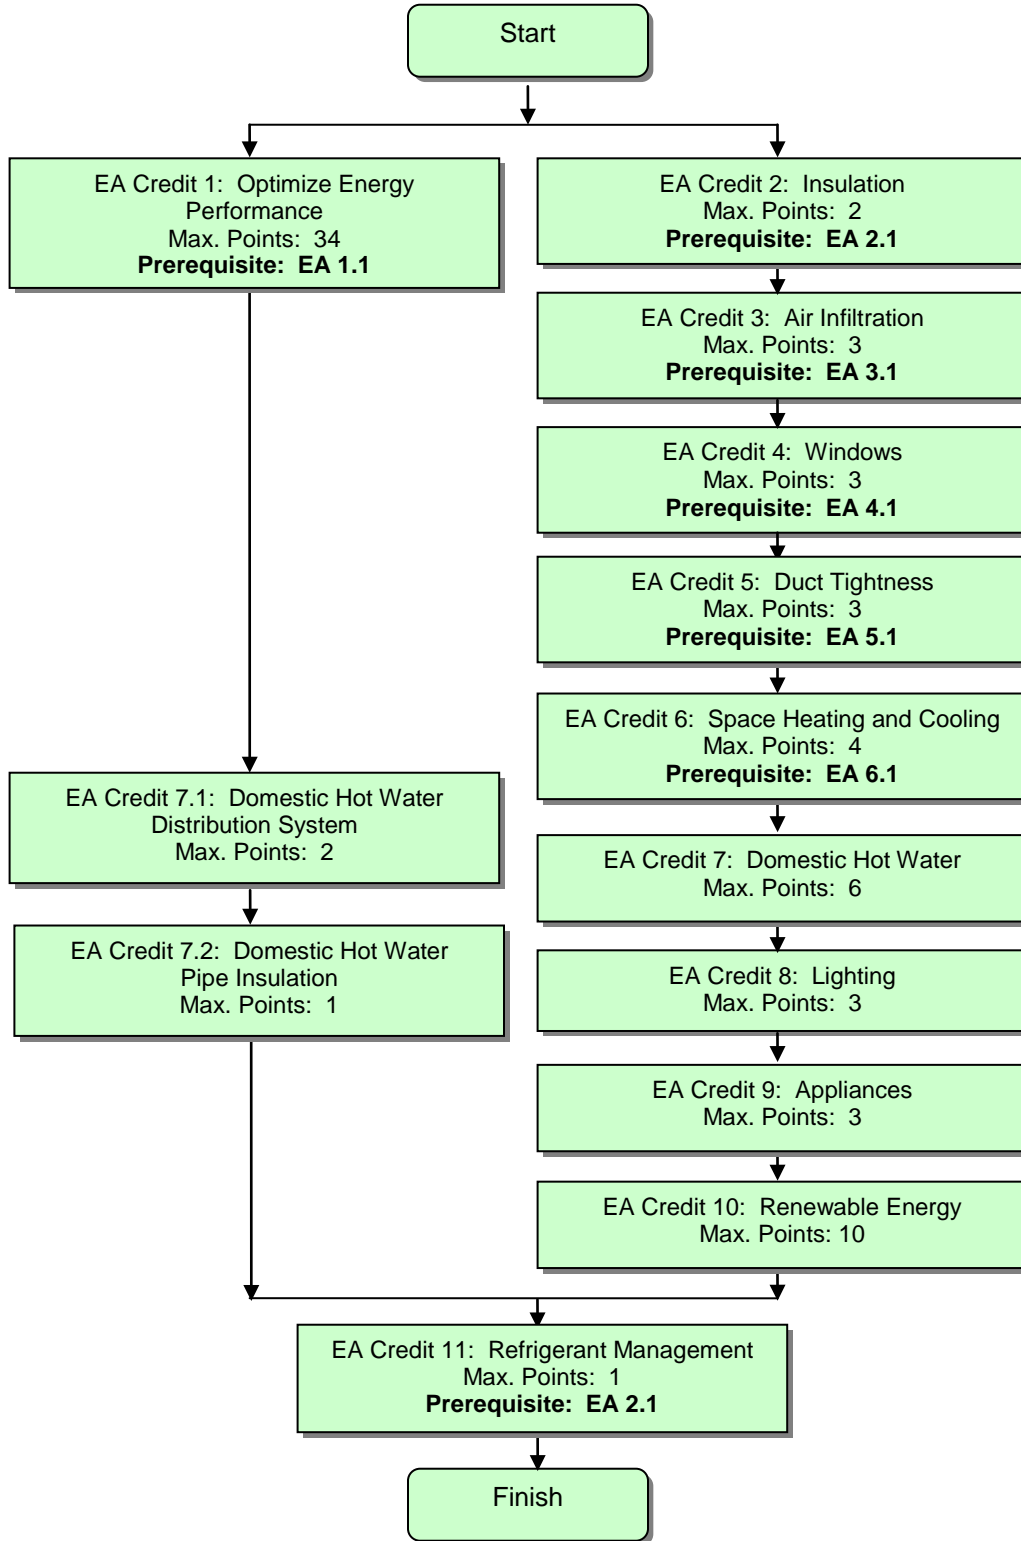 Start
EA Credit 1:  Optimize Energy
Performance
Max. Points:  34
Prerequisite:  EA 1.1
EA Credit 2:  Insulation
Max. Points:  2
Prerequisite:  EA 2.1
EA Credit 3:  Air Infiltration
Max. Points:  3
Prerequisite:  EA 3.1
EA Credit 4:  Windows
Max. Points:  3
Prerequisite:  EA 4.1
EA Credit 5:  Duct Tightness
Max. Points:  3
Prerequisite:  EA 5.1
EA Credit 6:  Space Heating and Cooling
Max. Points:  4
Prerequisite:  EA 6.1
EA Credit 7.1:  Domestic Hot Water
Distribution System
Max. Points:  2
EA Credit 7:  Domestic Hot Water
Max. Points:  6
EA Credit 7.2:  Domestic Hot Water
Pipe Insulation
Max. Points:  1
EA Credit 8:  Lighting
Max. Points:  3
EA Credit 9:  Appliances
Max. Points:  3
EA Credit 10:  Renewable Energy
Max. Points: 10
EA Credit 11:  Refrigerant Management
Max. Points:  1
Prerequisite:  EA 2.1
Finish